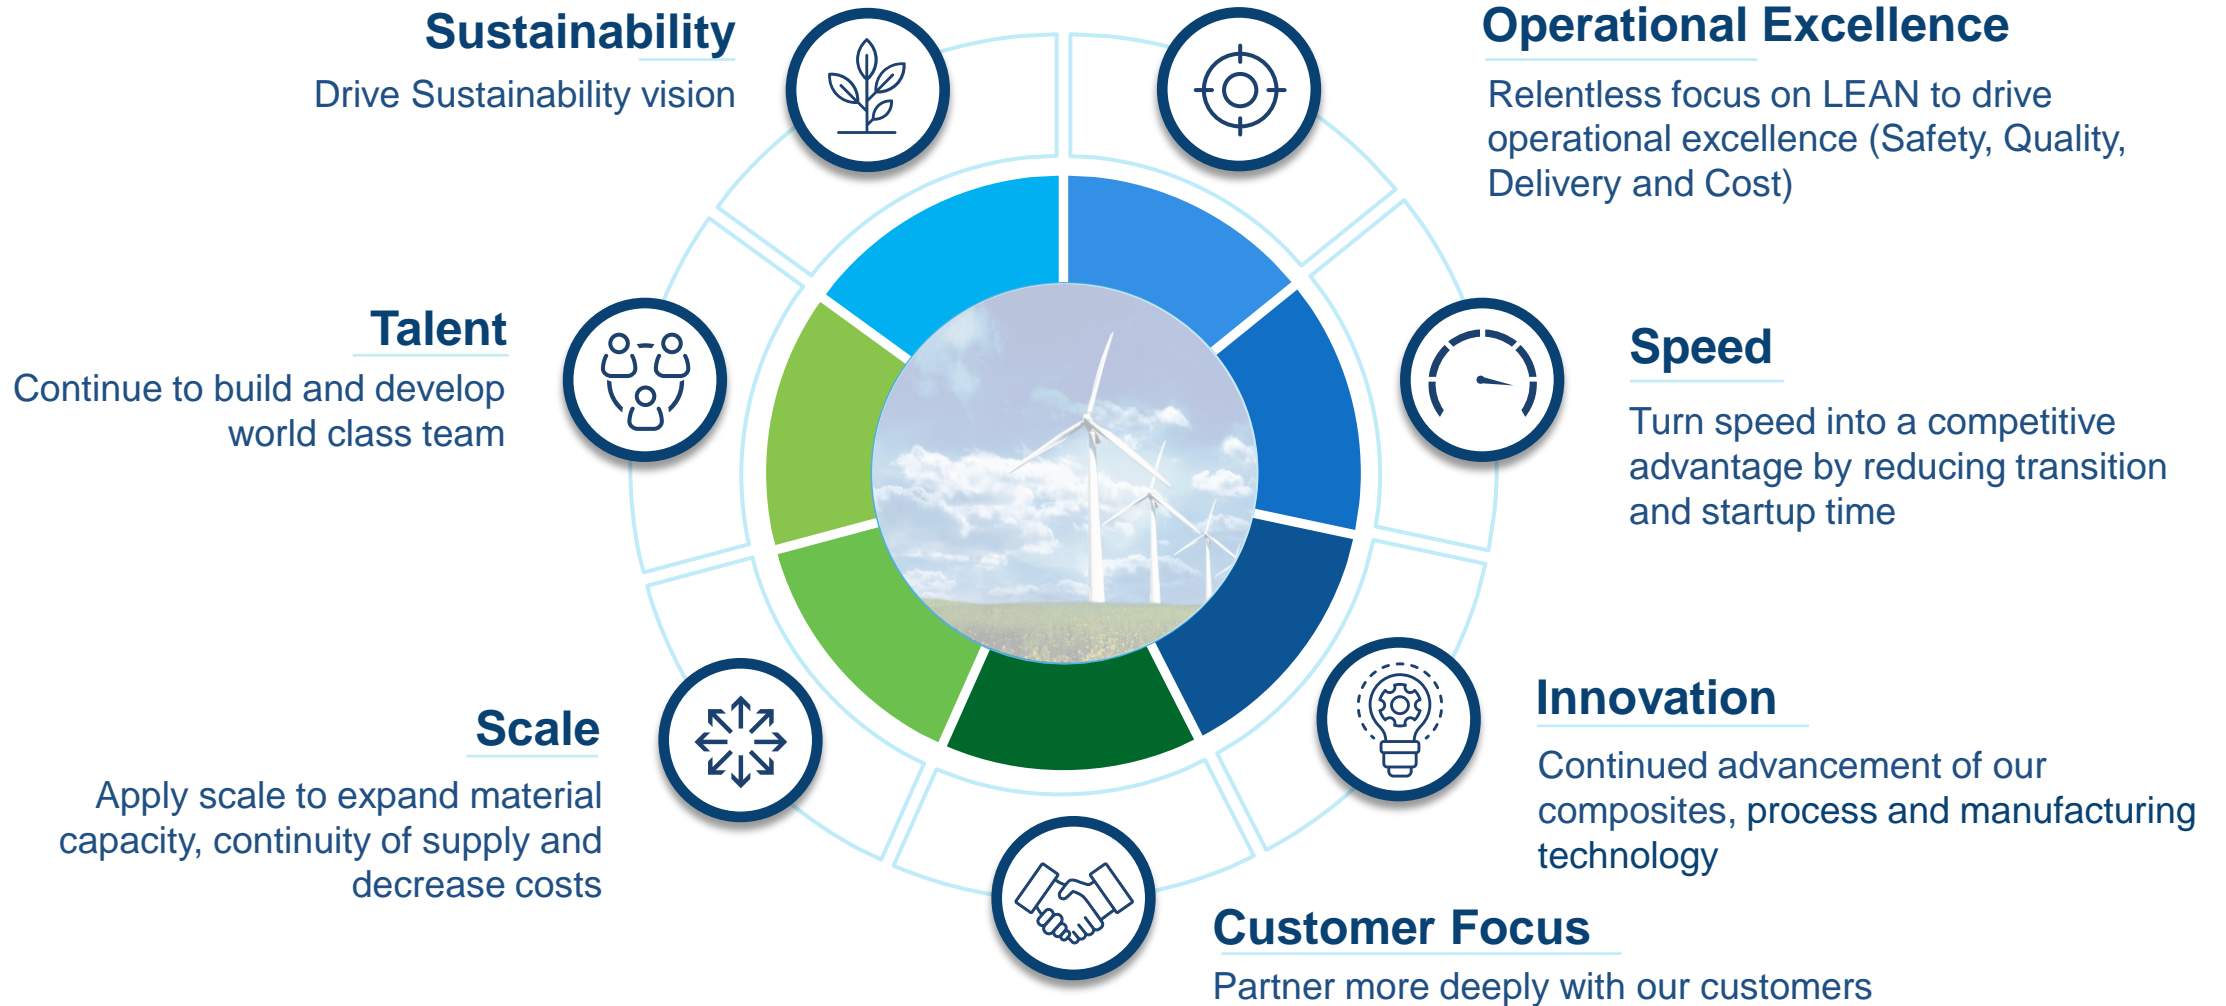 Sustainability
Drive Sustainability vision
Operational Excellence
Relentless focus on LEAN to drive
operational excellence (Safety, Quality,
Delivery and Cost)
Talent
Continue to build and develop
world class team
Speed
Turn speed into a competitive
advantage by reducing transition
and startup time
Scale
Apply scale to expand material
capacity, continuity of supply and
decrease costs
Innovation
Continued advancement of our
composites, process and manufacturing
technology
Customer Focus
Partner more deeply with our customers